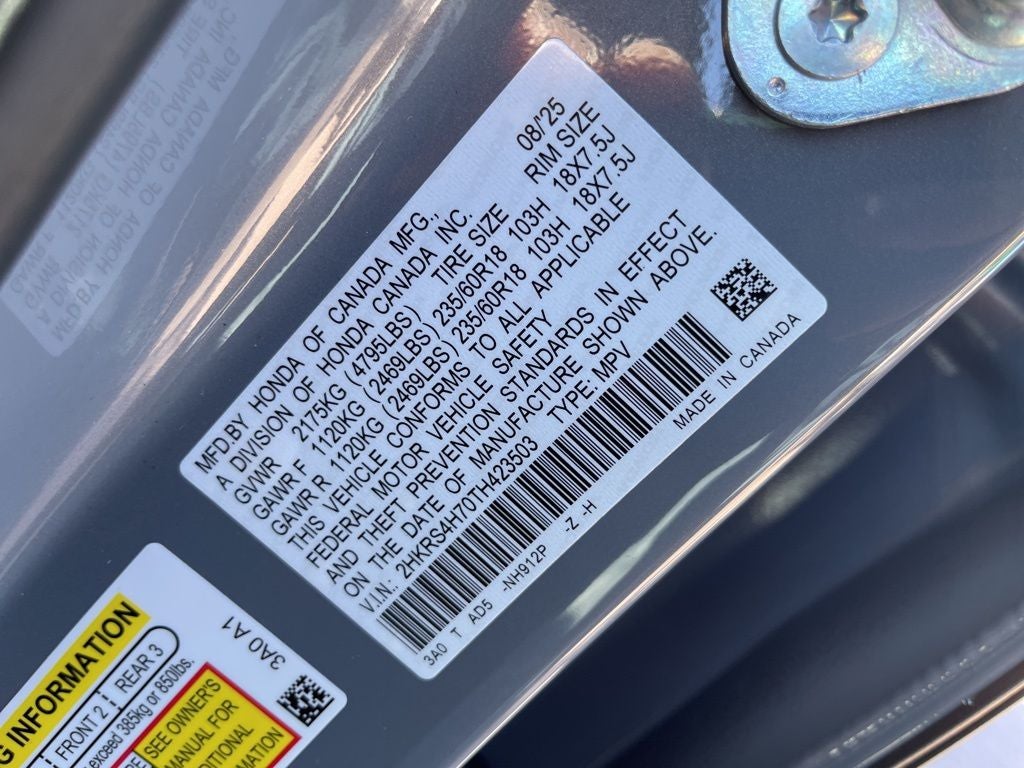 MFD.BY HONDA OF CANADA MFG., 08/'25
A DIVISION OF HONDA CANADA INC.
GVWR 2175KG (4795LBS) TIRE SIZE RIM SIZE
GAWR F 1120KG (2469LBS) 235/60R18 103H 18X7.5J
GAWR R 1120KG (2469LBS) 235/60R18 103H 18X7.5J
THIS VEHICLE CONFORMS TO ALL APPLICABLE
FEDERAL MOTOR VEHICLE SAFETY
AND THEFT PREVENTION STANDARDS IN EFFECT
ON THE DATE OF MANUFACTURE SHOWN ABOVE.
V.I.N.: 2HKRS4H70TH423503 TYPE: MPV
3A0 T AD5 -NH912P -Z -H MADE IN CANADA
G INFORMATION
FRONT 2 REAR 3
exceed 385kg or 850lbs.
SEE OWNER'S
MANUAL FOR
DITIONAL
MATION
3A0 A1